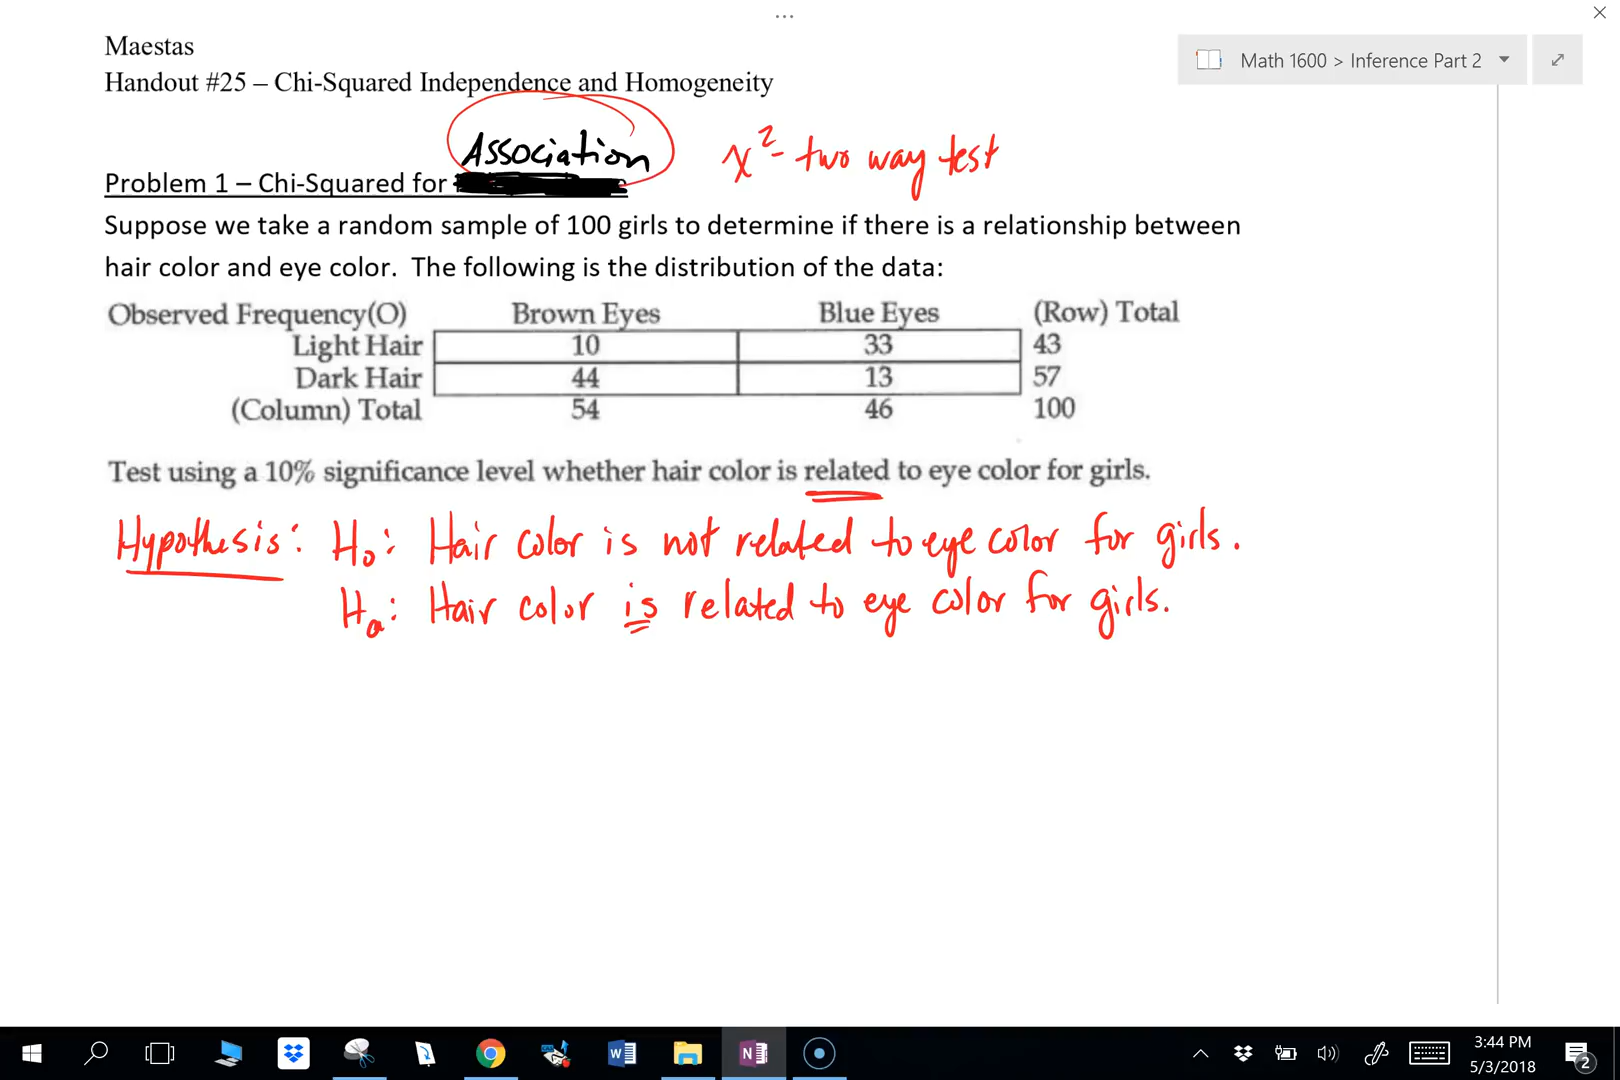 ...
Maestas
Math 1600 > Inference Part 2
Handout #25 – Chi-Squared Independence and Homogeneity
Association
χ² - two way test
Problem 1 – Chi-Squared for
Suppose we take a random sample of 100 girls to determine if there is a relationship between
hair color and eye color. The following is the distribution of the data:
Observed Frequency(O) Brown Eyes Blue Eyes (Row) Total
Light Hair 10 33 43
Dark Hair 44 13 57
(Column) Total 54 46 100
Test using a 10% significance level whether hair color is related to eye color for girls.
Hypothesis: H₀: Hair color is not related to eye color for girls.
Hₐ: Hair color is related to eye color for girls.
3:44 PM
5/3/2018
2